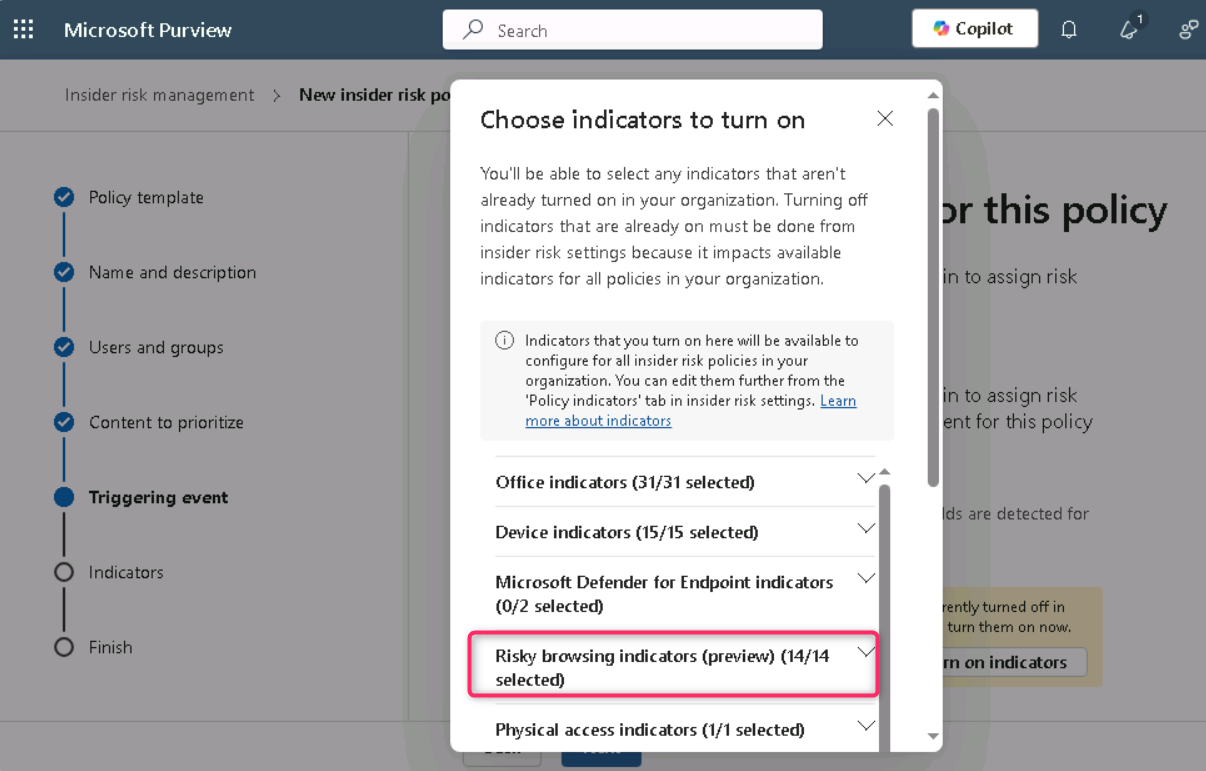 Microsoft Purview
Search
Copilot
1
Insider risk management > New insider risk po
Choose indicators to turn on
You'll be able to select any indicators that aren't
already turned on in your organization. Turning off
indicators that are already on must be done from
insider risk settings because it impacts available
indicators for all policies in your organization.
Indicators that you turn on here will be available to
configure for all insider risk policies in your
organization. You can edit them further from the
'Policy indicators' tab in insider risk settings. Learn
more about indicators
Office indicators (31/31 selected)
Device indicators (15/15 selected)
Microsoft Defender for Endpoint indicators
(0/2 selected)
Risky browsing indicators (preview) (14/14
selected)
Physical access indicators (1/1 selected)
Policy template
Name and description
Users and groups
Content to prioritize
Triggering event
Indicators
Finish
or this policy
in to assign risk
in to assign risk
ent for this policy
lds are detected for
rently turned off in
turn them on now.
rn on indicators